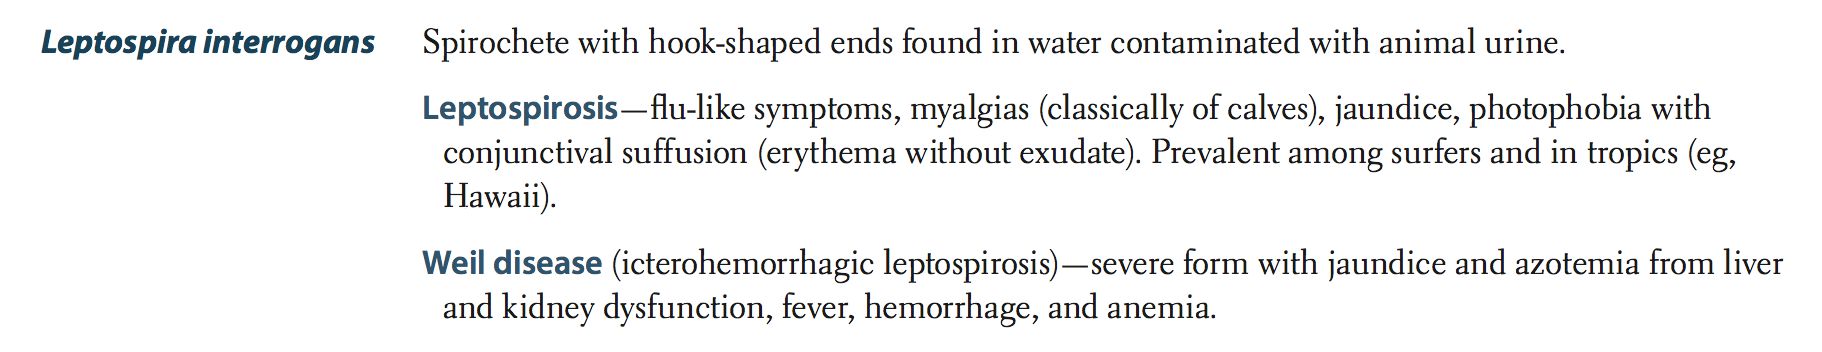 Leptospira interrogans
Spirochete with hook-shaped ends found in water contaminated with animal urine.
Leptospirosis—flu-like symptoms, myalgias (classically of calves), jaundice, photophobia with
conjunctival suffusion (erythema without exudate). Prevalent among surfers and in tropics (eg,
Hawaii).
Weil disease (icterohemorrhagic leptospirosis)—severe form with jaundice and azotemia from liver
and kidney dysfunction, fever, hemorrhage, and anemia.